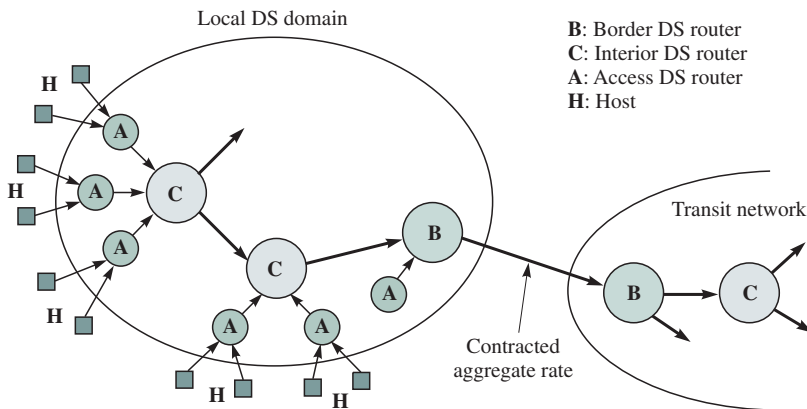 Local DS domain
B: Border DS router
C: Interior DS router
A: Access DS router
H: Host
H
A
H
A
C
A
H
C
A
A
H
H
A
B
Contracted
aggregate rate
Transit network
B
C